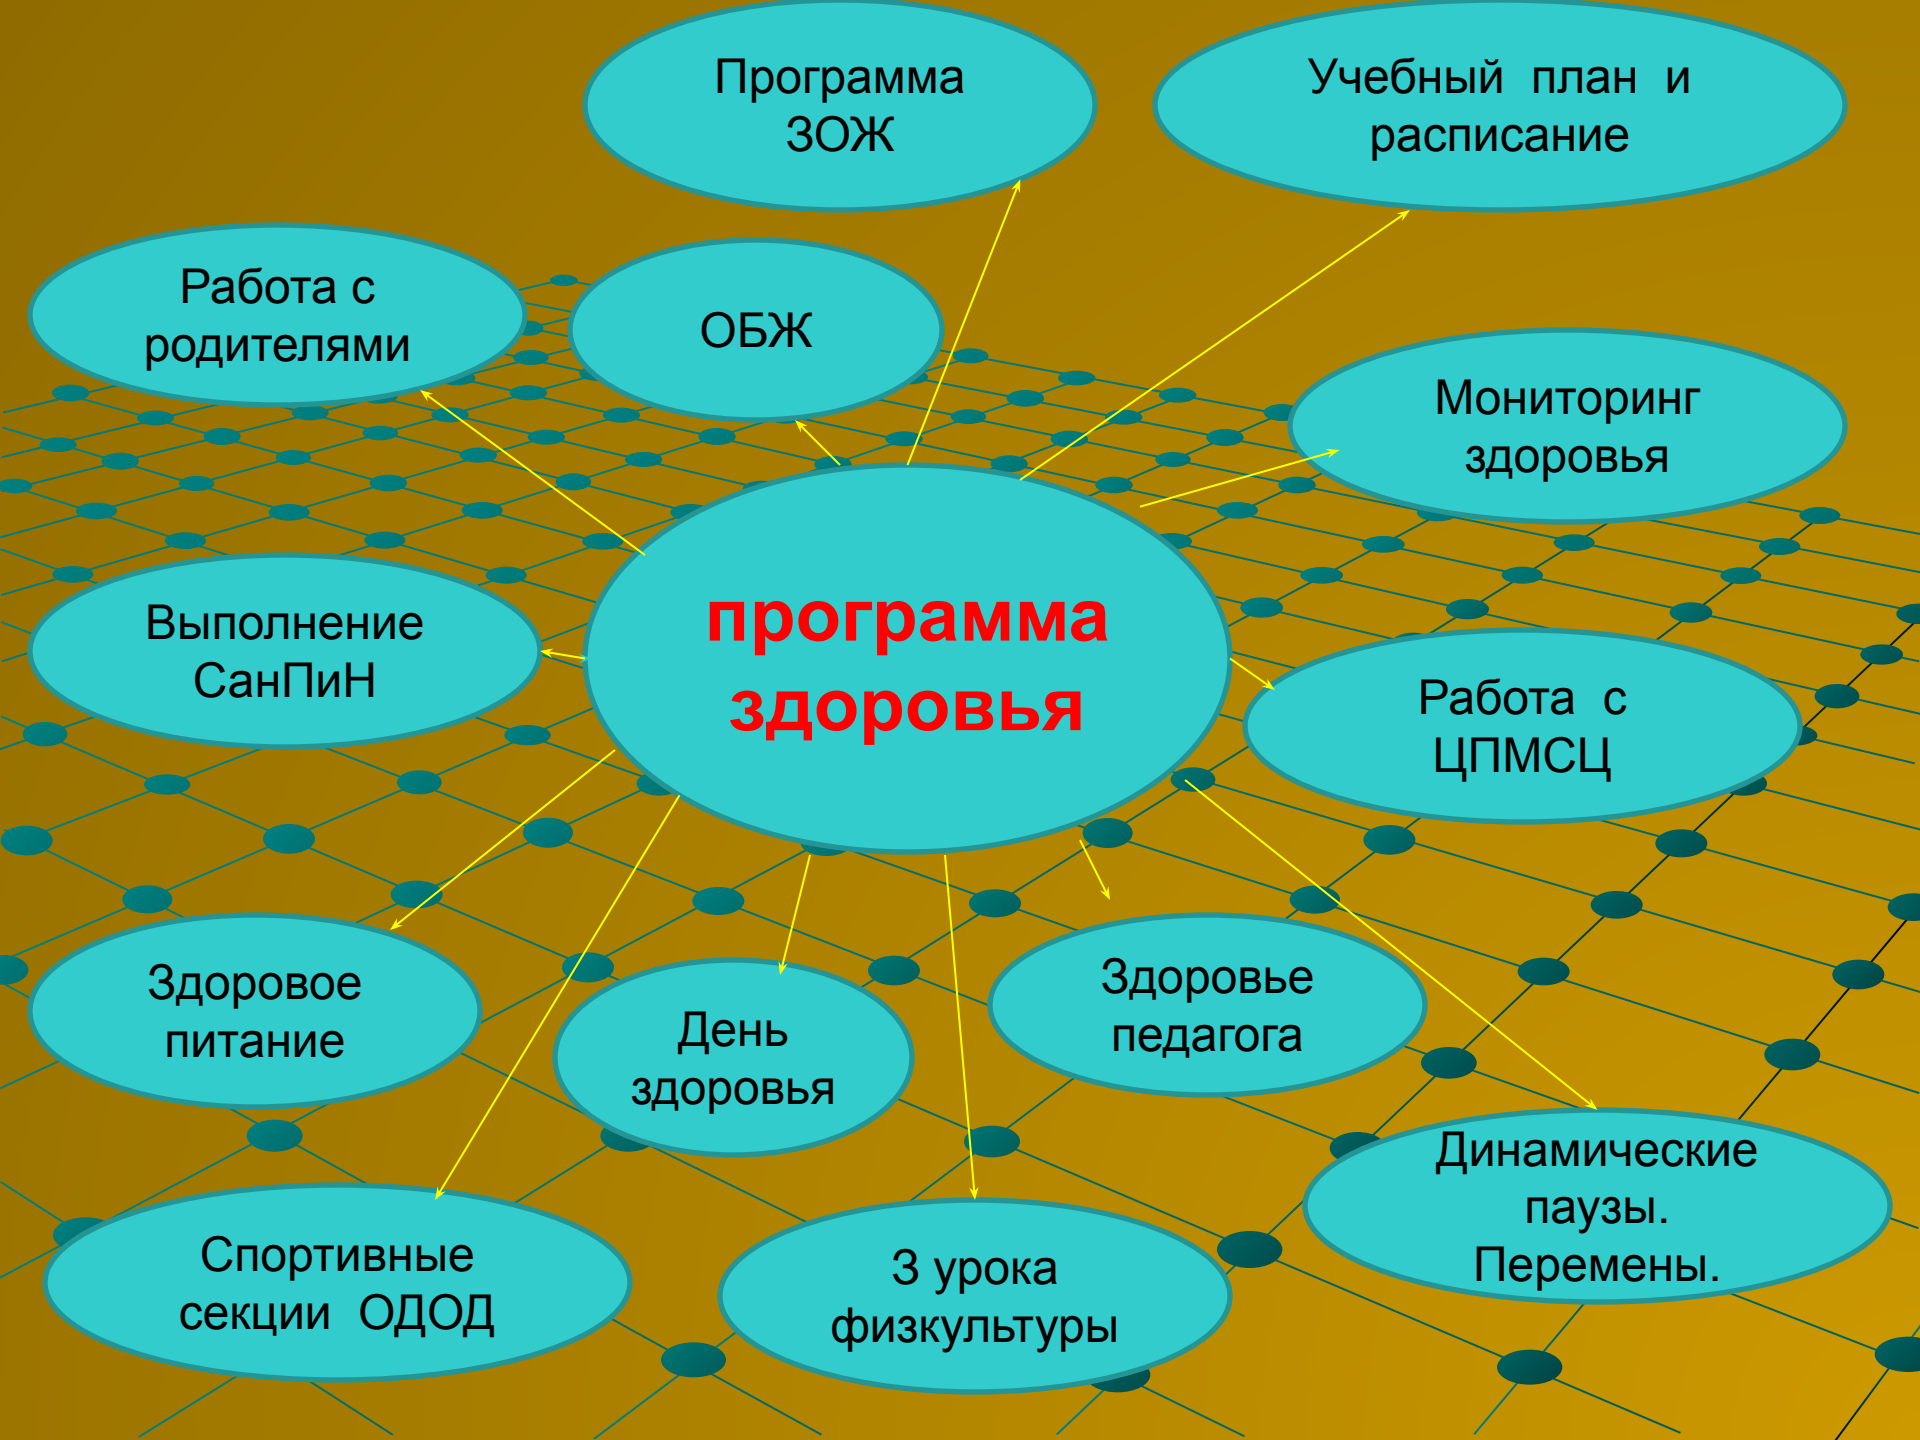 Программа
ЗОЖ
Учебный план и
расписание
Работа с
родителями
ОБЖ
Мониторинг
здоровья
Выполнение
СанПиН
программа
здоровья
Работа с
ЦПМСЦ
Здоровое
питание
День
здоровья
Здоровье
педагога
Динамические
паузы.
Перемены.
Спортивные
секции ОДОД
3 урока
физкультуры